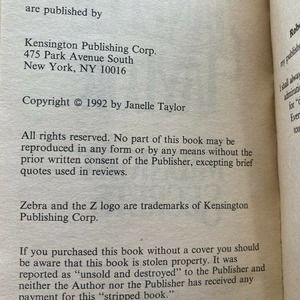 are published by
Kensington Publishing Corp.
475 Park Avenue South
New York, NY 10016
Copyright © 1992 by Janelle Taylor
All rights reserved. No part of this book may be
reproduced in any form or by any means without the
prior written consent of the Publisher, excepting brief
quotes used in reviews.
Zebra and the Z logo are trademarks of Kensington
Publishing Corp.
If you purchased this book without a cover you should
be aware that this book is stolen property. It was
reported as "unsold and destroyed" to the Publisher and
neither the Author nor the Publisher has received any
payment for this "stripped book."
my publishe
I shall alway